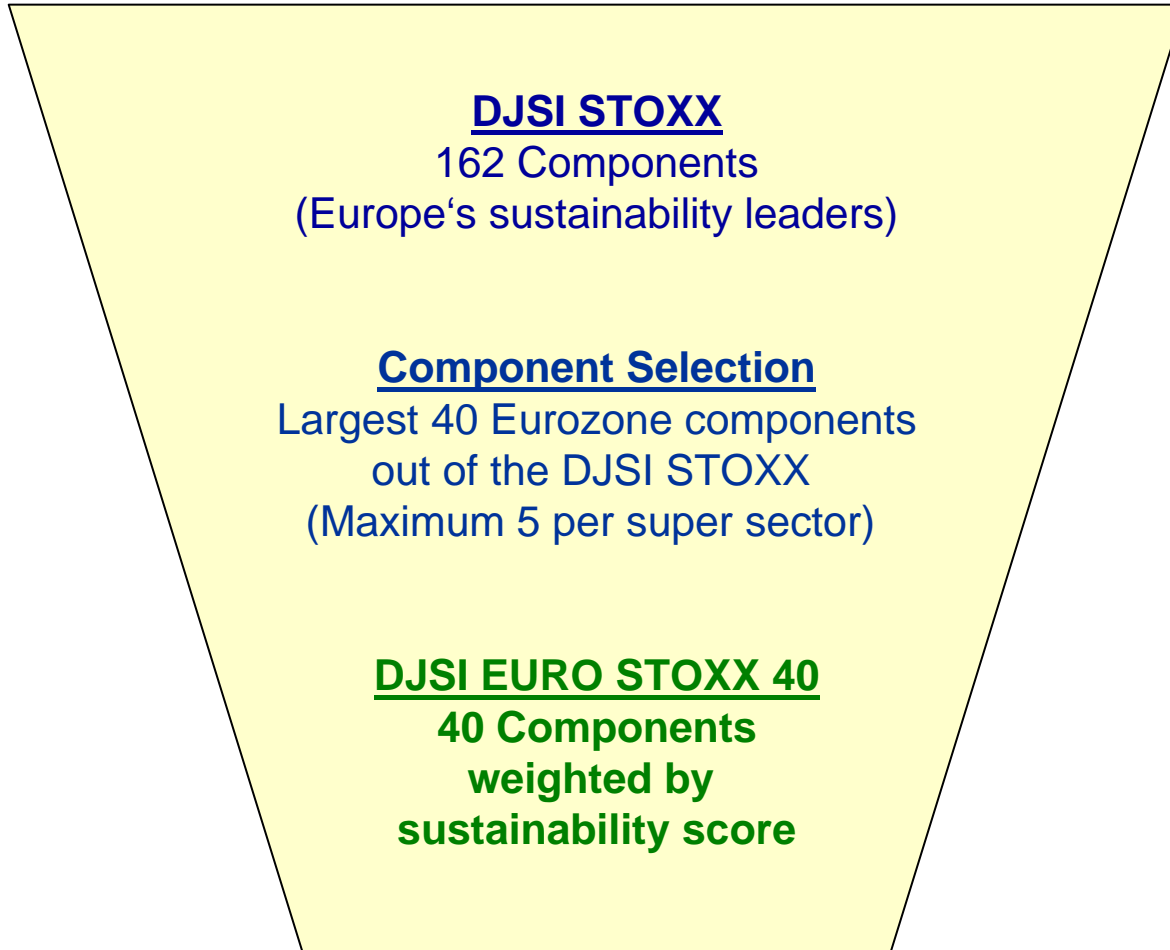 DJSI STOXX
162 Components
(Europe‘s sustainability leaders)
Component Selection
Largest 40 Eurozone components
out of the DJSI STOXX
(Maximum 5 per super sector)
DJSI EURO STOXX 40
40 Components
weighted by
sustainability score